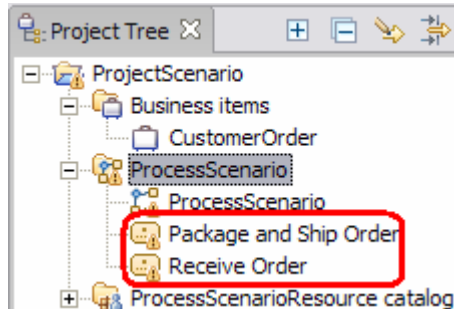 Project Tree
ProjectScenario
Business items
CustomerOrder
ProcessScenario
ProcessScenario
Package and Ship Order
Receive Order
ProcessScenarioResource catalog